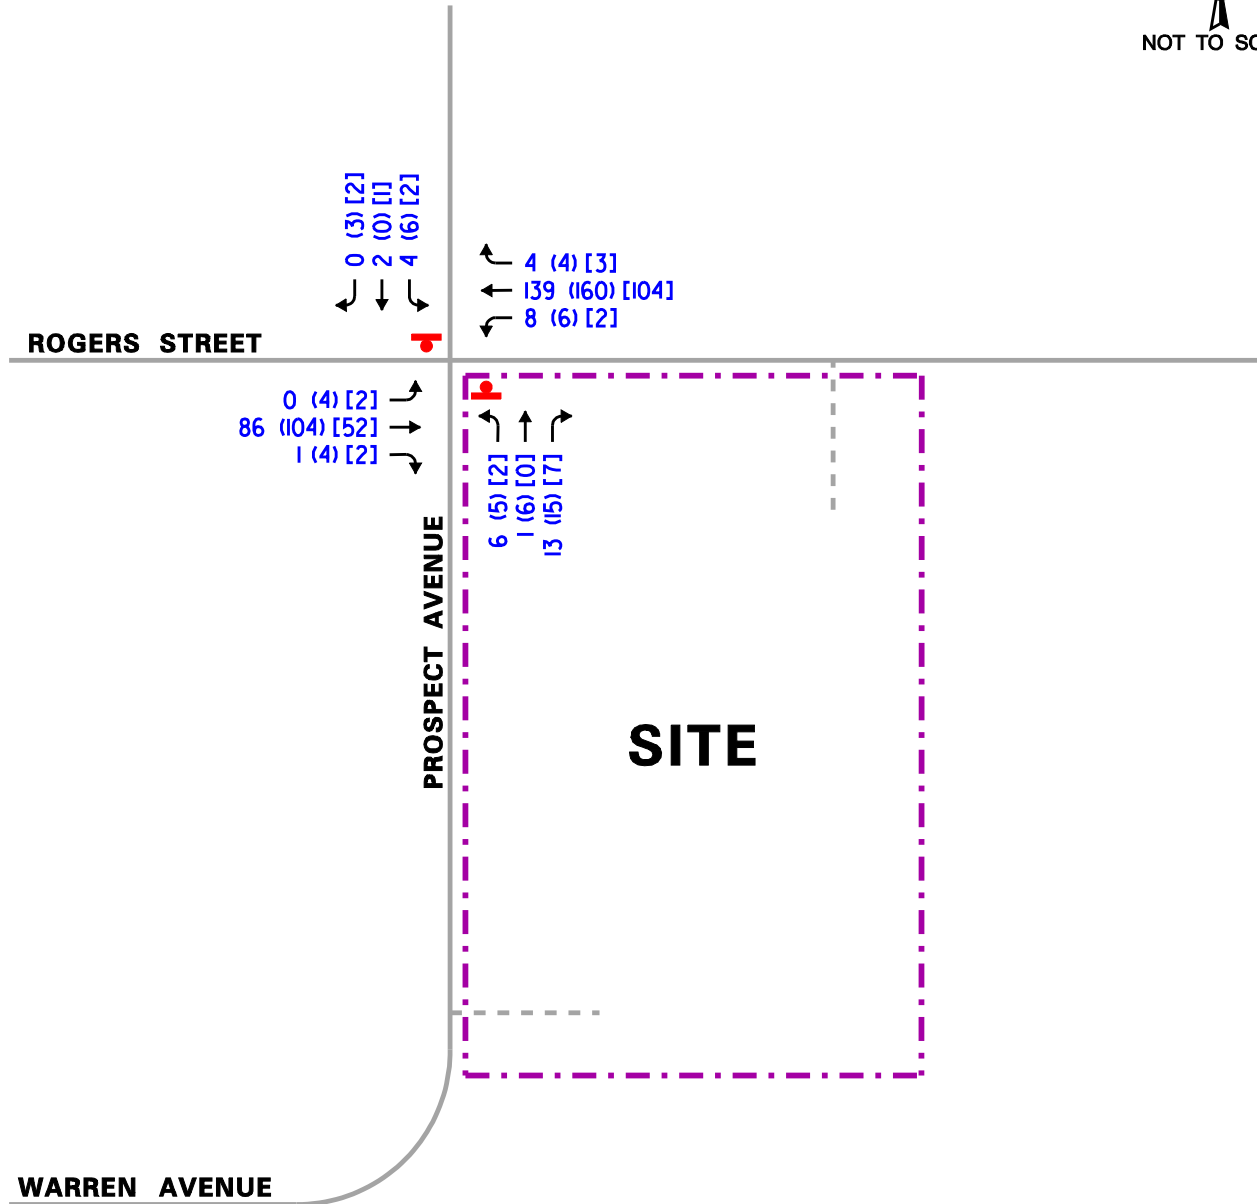 NOT TO SC
0 (3) [2]
2 (0) [1]
4 (6) [2]
4 (4) [3]
139 (160) [104]
8 (6) [2]
ROGERS STREET
0 (4) [2]
86 (104) [52]
1 (4) [2]
6 (5) [2]
1 (6) [0]
13 (15) [7]
PROSPECT AVENUE
SITE
WARREN AVENUE